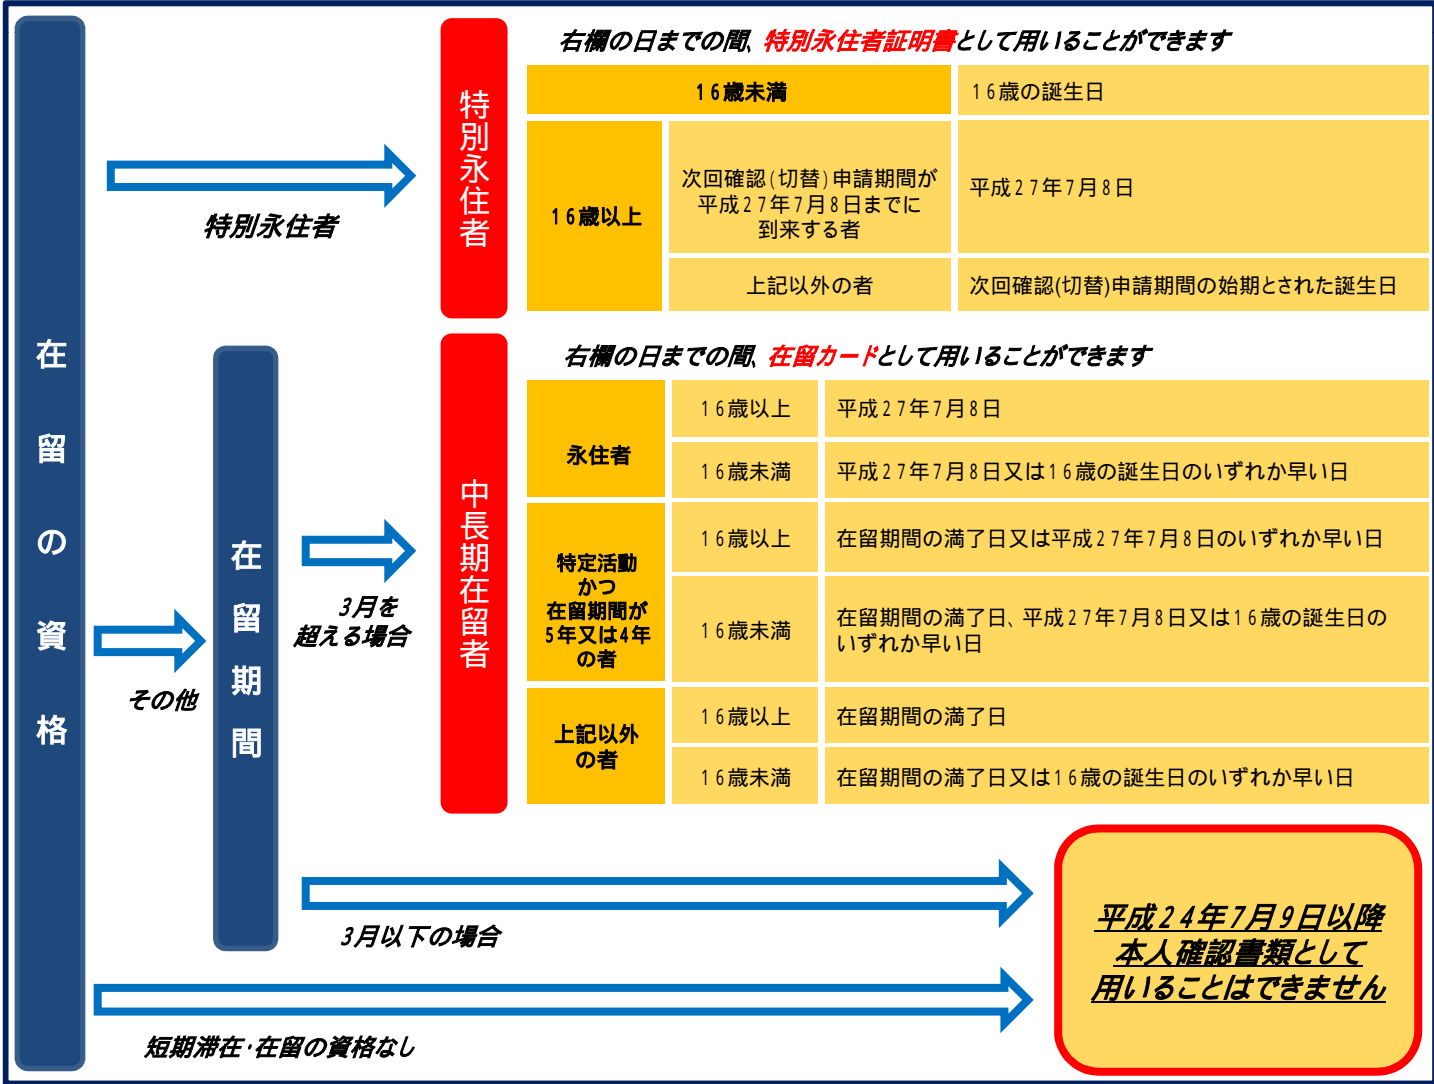 在留の資格
特別永住者
特別永住者
右欄の日までの間、特別永住者証明書として用いることができます
16歳未満
16歳の誕生日
16歳以上
次回確認(切替)申請期間が
平成27年7月8日までに
到来する者
平成27年7月8日
上記以外の者
次回確認(切替)申請期間の始期とされた誕生日
その他
在留期間
3月を
超える場合
中長期在留者
右欄の日までの間、在留カードとして用いることができます
永住者
16歳以上
平成27年7月8日
16歳未満
平成27年7月8日又は16歳の誕生日のいずれか早い日
特定活動
かつ
在留期間が
5年又は4年
の者
16歳以上
在留期間の満了日又は平成27年7月8日のいずれか早い日
16歳未満
在留期間の満了日、平成27年7月8日又は16歳の誕生日の
いずれか早い日
上記以外
の者
16歳以上
在留期間の満了日
16歳未満
在留期間の満了日又は16歳の誕生日のいずれか早い日
3月以下の場合
短期滞在・在留の資格なし
平成24年7月9日以降
本人確認書類として
用いることはできません